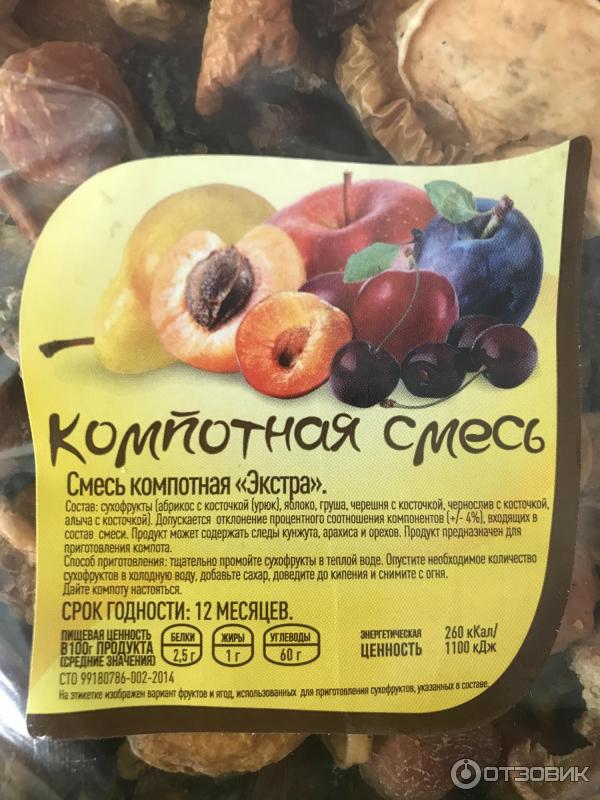 Компотная смесь
Смесь компотная «Экстра».
Состав: сухофрукты (абрикос с косточкой (урюк), яблоко, груша, черешня с косточкой, чернослив с косточкой,
алыча с косточкой). Допускается отклонение процентного соотношения компонентов (+/- 4%), входящих в
состав смеси. Продукт может содержать следы кунжута, арахиса и орехов. Продукт предназначен для
приготовления компота.
Способ приготовления: тщательно промойте сухофрукты в теплой воде. Опустите необходимое количество
сухофруктов в холодную воду, добавьте сахар, доведите до кипения и снимите с огня.
Дайте компоту настояться.
СРОК ГОДНОСТИ: 12 МЕСЯЦЕВ.
ПИЩЕВАЯ ЦЕННОСТЬ
В 100г ПРОДУКТА
(СРЕДНИЕ ЗНАЧЕНИЯ)
БЕЛКИ
2,5 г
ЖИРЫ
1 г
УГЛЕВОДЫ
60 г
ЭНЕРГЕТИЧЕСКАЯ
ЦЕННОСТЬ
260 кКал/
1100 кДж
СТО 99180786-002-2014
На этикетке изображен вариант фруктов и ягод, использованных для приготовления сухофруктов, указанных в составе.
ОТЗОВИК